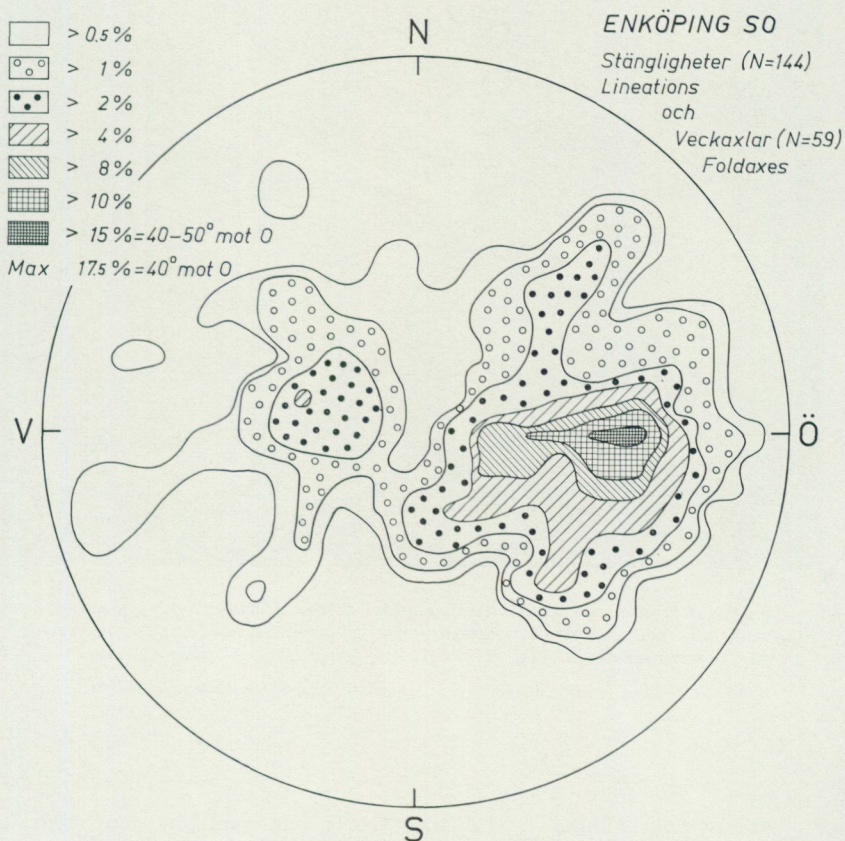 ENKÖPING SO
Stängligheter (N=144)
Lineations
och
Veckaxlar (N=59)
Foldaxes
> 0.5 %
> 1 %
> 2 %
> 4 %
> 8 %
> 10 %
> 15 % = 40–50° mot O
Max 17.5 % = 40° mot O
N
V
Ö
S